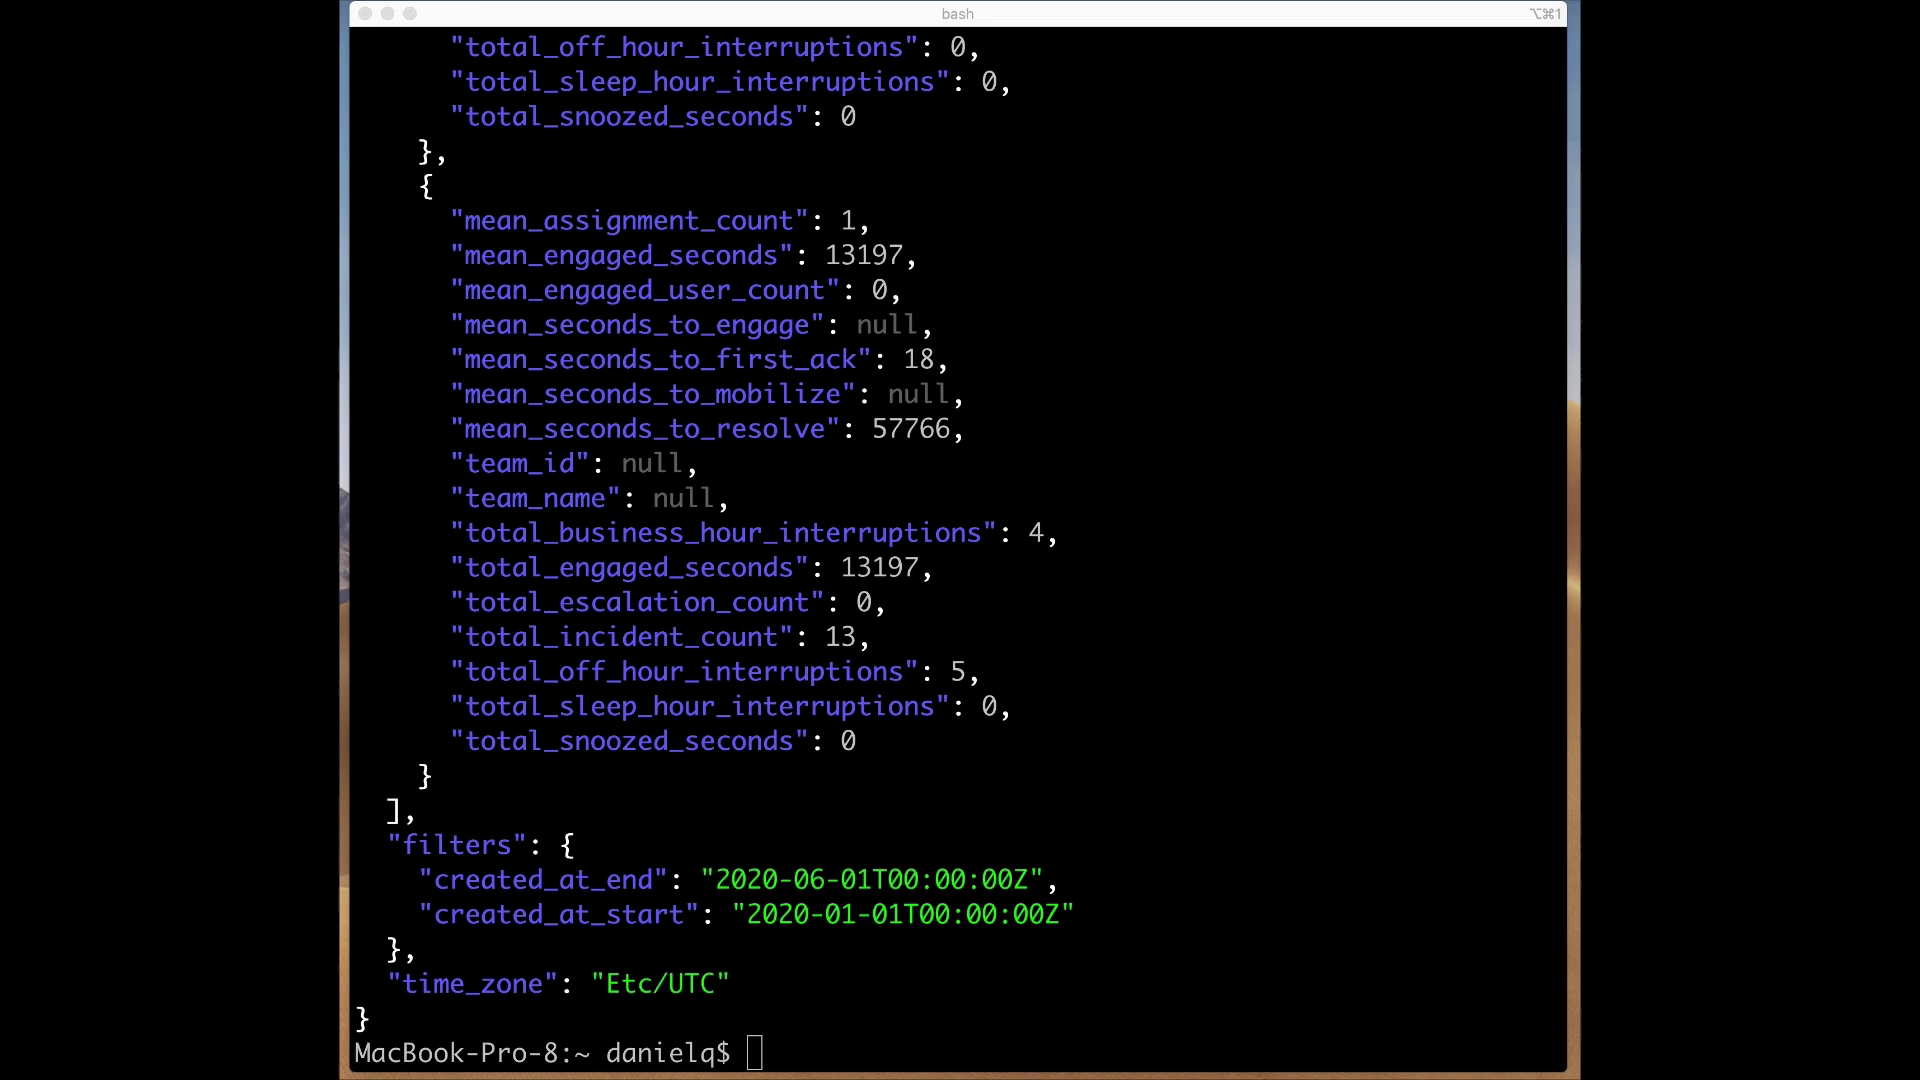 bash
⌥⌘1
"total_off_hour_interruptions": 0,
"total_sleep_hour_interruptions": 0,
"total_snoozed_seconds": 0
},
{
"mean_assignment_count": 1,
"mean_engaged_seconds": 13197,
"mean_engaged_user_count": 0,
"mean_seconds_to_engage": null,
"mean_seconds_to_first_ack": 18,
"mean_seconds_to_mobilize": null,
"mean_seconds_to_resolve": 57766,
"team_id": null,
"team_name": null,
"total_business_hour_interruptions": 4,
"total_engaged_seconds": 13197,
"total_escalation_count": 0,
"total_incident_count": 13,
"total_off_hour_interruptions": 5,
"total_sleep_hour_interruptions": 0,
"total_snoozed_seconds": 0
}
],
"filters": {
"created_at_end": "2020-06-01T00:00:00Z",
"created_at_start": "2020-01-01T00:00:00Z"
},
"time_zone": "Etc/UTC"
}
MacBook-Pro-8:~ danielq$